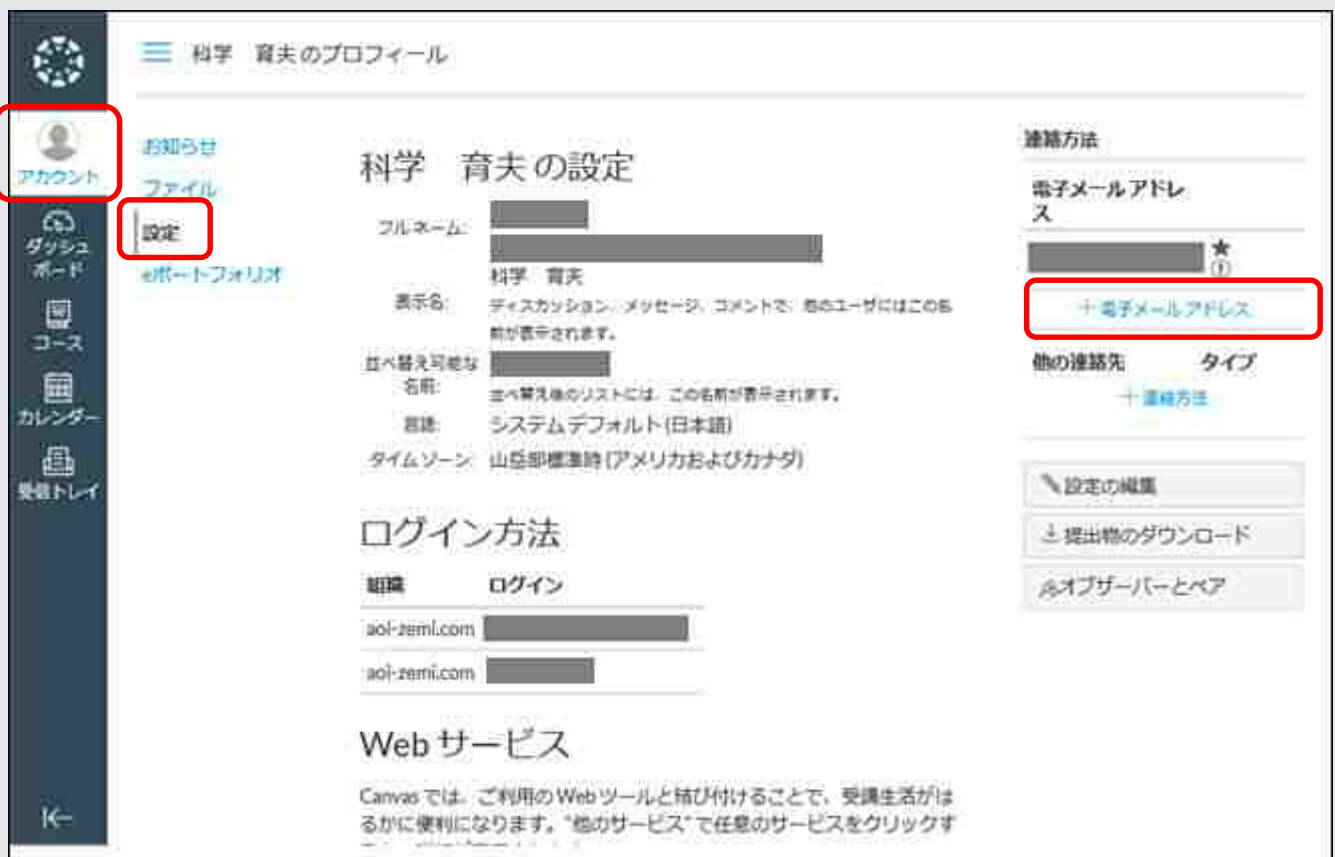 科学 育夫のプロフィール
アカウント
ダッシュ
ボード
コース
カレンダー
受信トレイ
お知らせ
ファイル
設定
eポートフォリオ
科学 育夫の設定
フルネーム:
科学 育夫
表示名:
ディスカッション、メッセージ、コメントで、他のユーザにはこの名
前が表示されます。
並べ替え可能な
名前:
並べ替え後のリストには、この名前が表示されます。
言語:
システムデフォルト(日本語)
タイムゾーン:
山岳部標準時(アメリカおよびカナダ)
ログイン方法
組織 ログイン
aol-zemi.com
aol-zemi.com
Web サービス
Canvas では、ご利用の Web ツールと結び付けることで、受講生活がは
るかに便利になります。"他のサービス" で任意のサービスをクリックす
連絡方法
電子メール アドレ
ス
+ 電子メール アドレス
他の連絡先 タイプ
+ 連絡方法
設定の編集
提出物のダウンロード
オブザーバーとペア